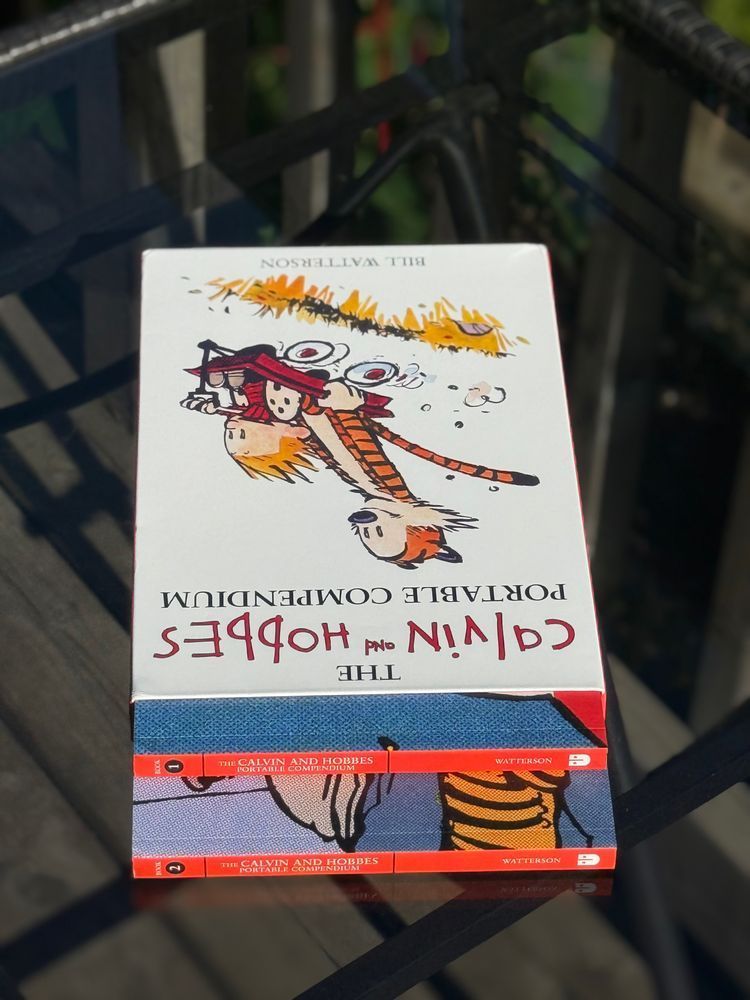 THE
Calvin and HobbEs
PORTABLE COMPENDIUM
BILL WATTERSON
BOOK 1 THE CALVIN AND HOBBES PORTABLE COMPENDIUM WATTERSON
BOOK 2 THE CALVIN AND HOBBES PORTABLE COMPENDIUM WATTERSON